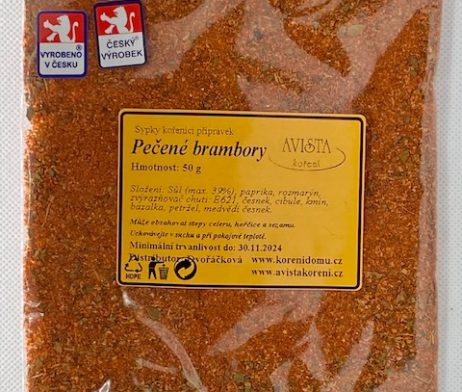 VYROBENO
V ČESKU
ČESKÝ
VÝROBEK
Sypký kořenící přípravek
Pečené brambory
AVISTA
koření
Hmotnost: 50 g
Složení: Sůl (max. 39%), paprika, rozmarýn,
zvýrazňovač chuti: E621, česnek, cibule, kmín,
bazalka, petržel, medvědí česnek.
Může obsahovat stopy celeru, hořčice a sezamu.
Uchovávejte v suchu a při pokojové teplotě.
Minimální trvanlivost do: 30.11.2024
Distributor: Dvořáčková www.korenidomu.cz
www.avistakoreni.cz
HDPE